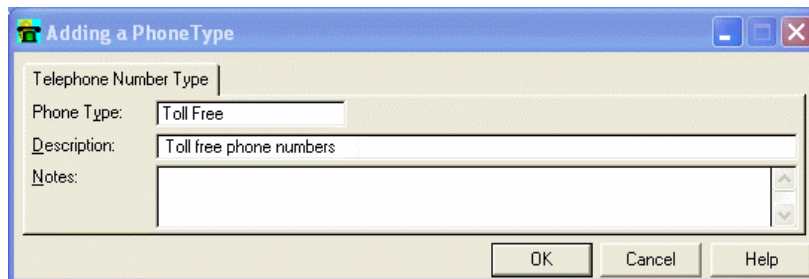 Adding a PhoneType
Telephone Number Type
Phone Type: Toll Free
Description: Toll free phone numbers
Notes:
OK Cancel Help